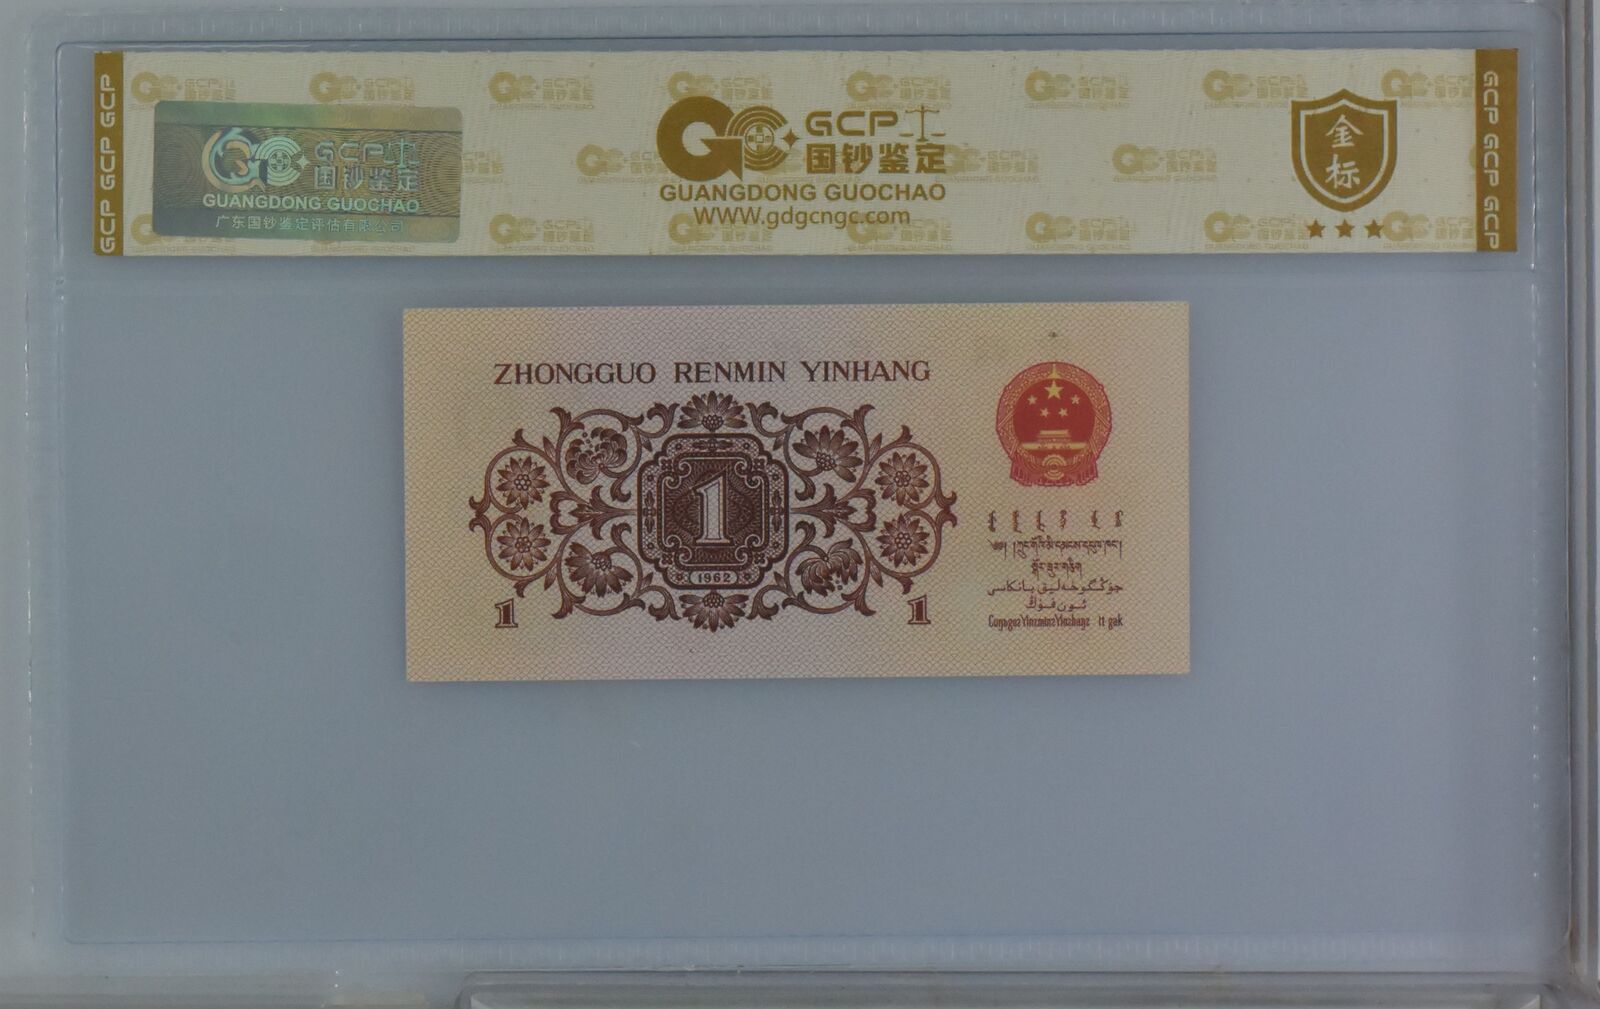 GCP GCP GCP
GCP
国钞鉴定
GUANGDONG GUOCHAO
广东国钞鉴定评估有限公司
GCP
国钞鉴定
GUANGDONG GUOCHAO
WWW.gdgcngc.com
金
标
GCP GCP GCP
ZHONGGUO RENMIN YINHANG
1
1962
1
1